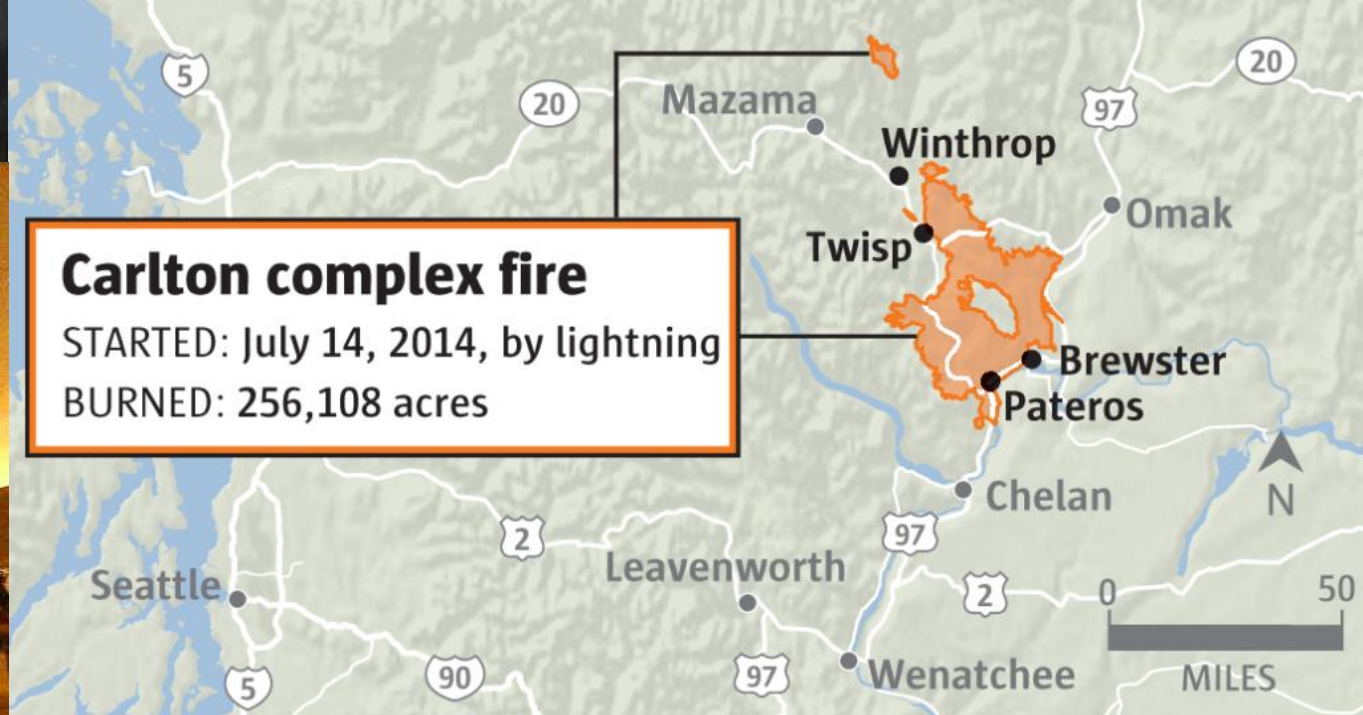 5
20
Mazama
97
20
Winthrop
Omak
Twisp
Carlton complex fire
STARTED: July 14, 2014, by lightning
BURNED: 256,108 acres
Brewster
Pateros
Chelan
N
2
97
Leavenworth
Seattle
2
0 50
MILES
5
90
97
Wenatchee